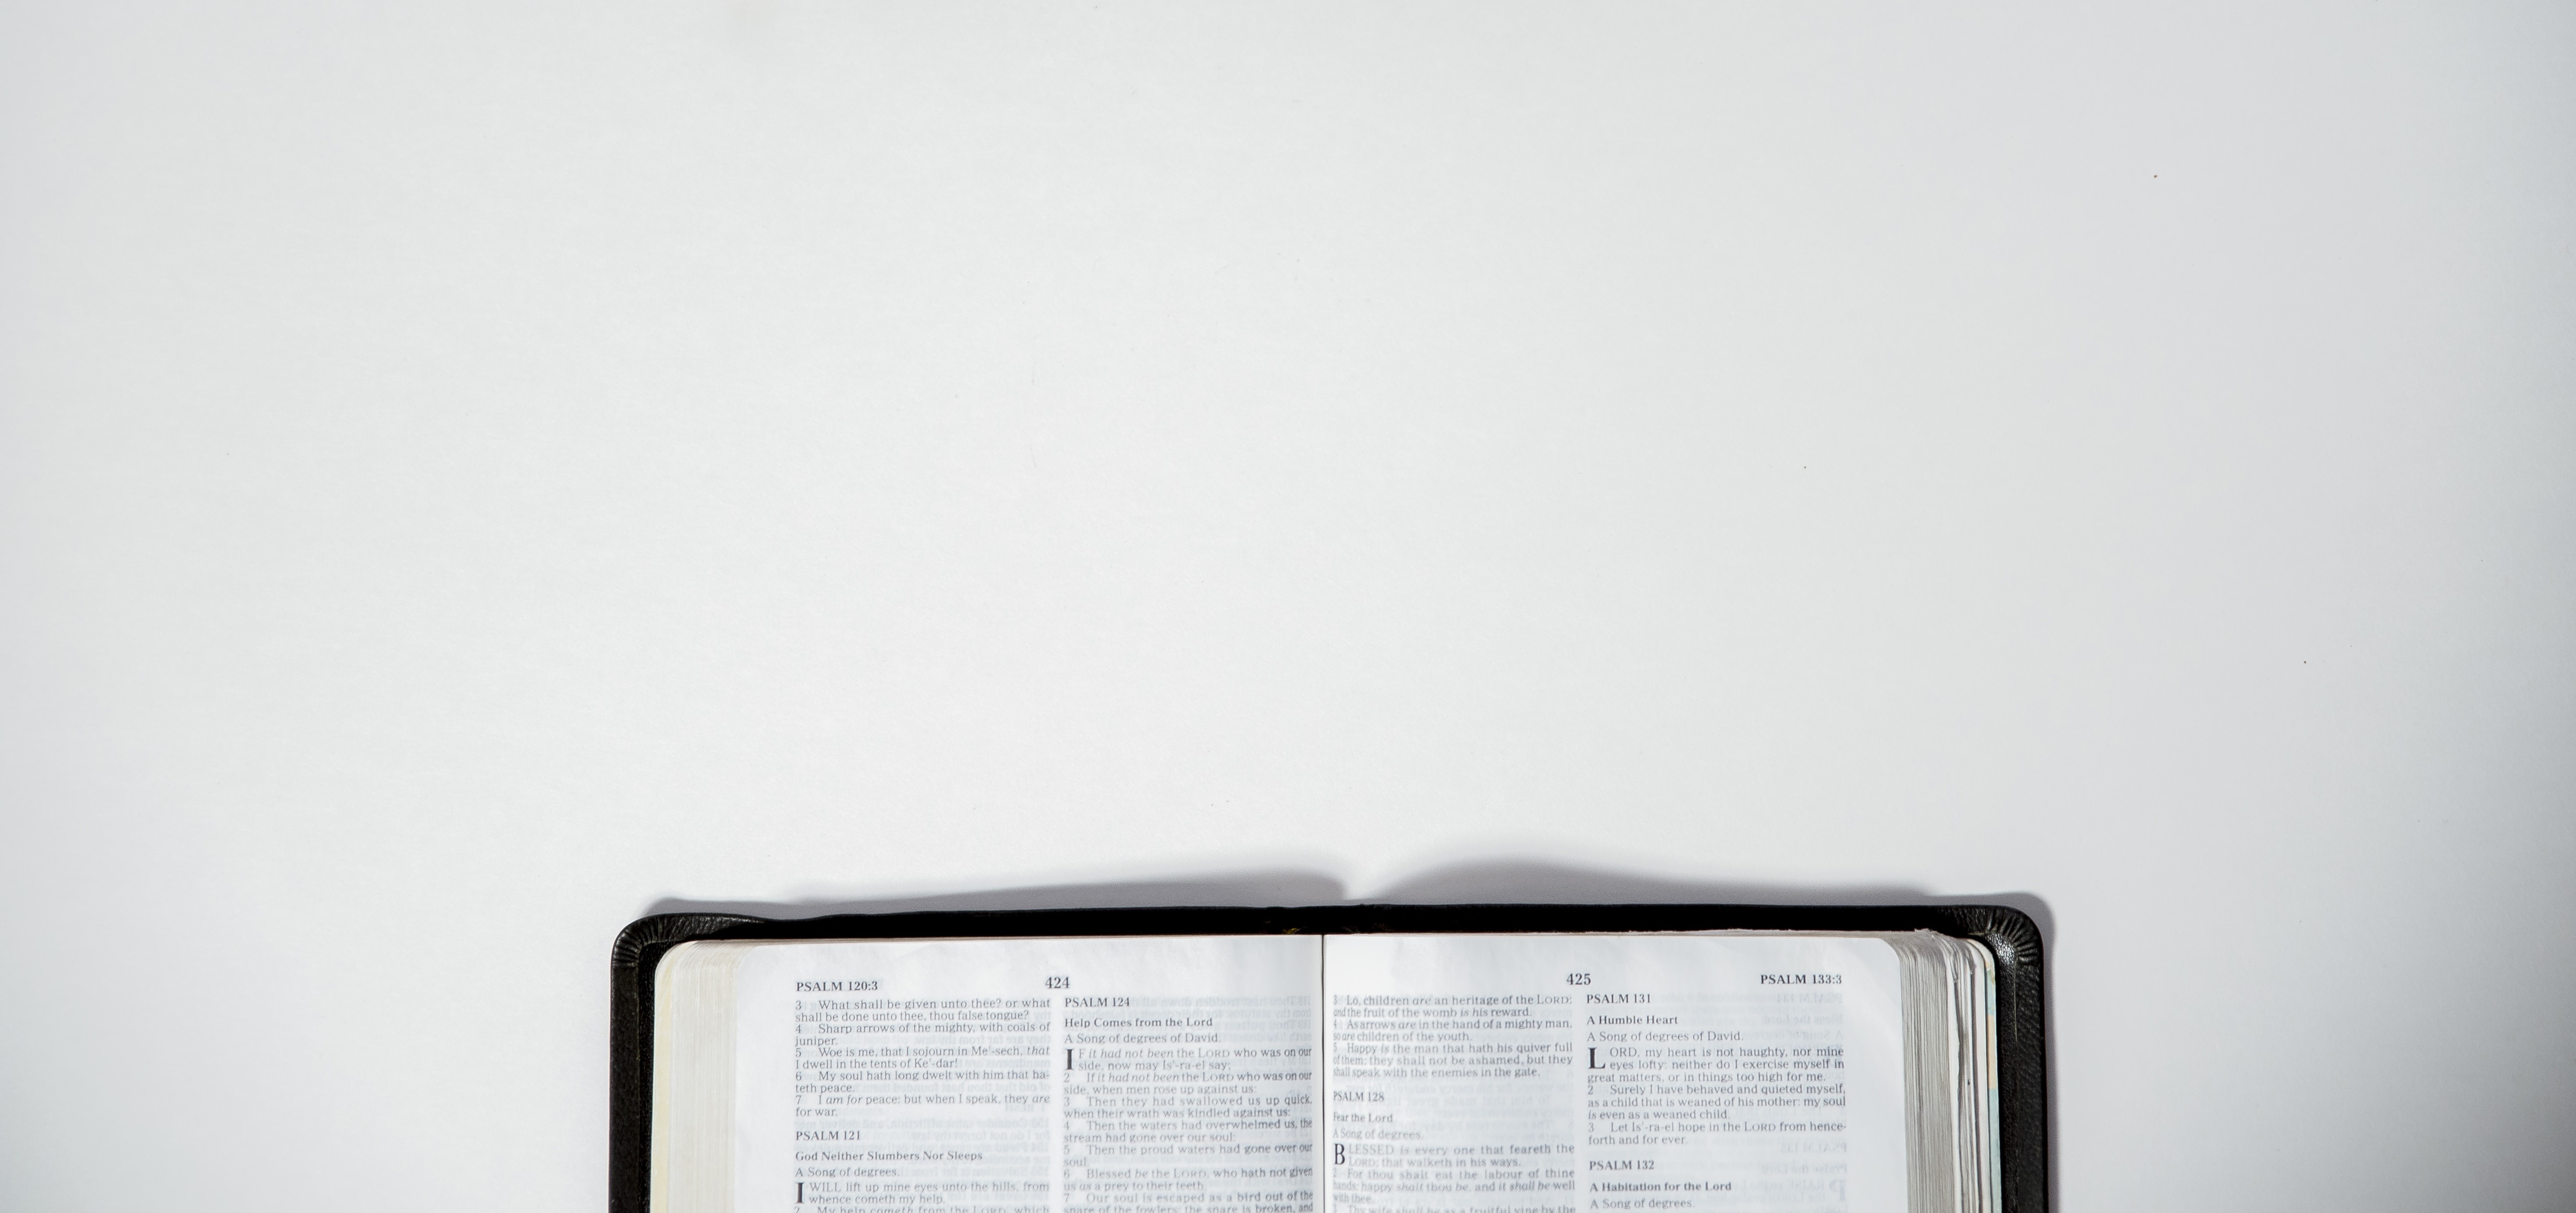 PSALM 120:3
424
3 What shall be given unto thee? or what
shall be done unto thee, thou false tongue?
4 Sharp arrows of the mighty, with coals of
juniper.
5 Woe is me, that I sojourn in Me'-sech, that
I dwell in the tents of Ke'-dar!
6 My soul hath long dwelt with him that ha-
teth peace.
7 I am for peace: but when I speak, they are
for war.
PSALM 121
God Neither Slumbers Nor Sleeps
A Song of degrees.
I WILL lift up mine eyes unto the hills, from
whence cometh my help.
2 My help cometh from the LORD, which
PSALM 124
Help Comes from the Lord
A Song of degrees of David.
IF it had not been the LORD who was on our
side, now may Is'-ra-el say;
2 If it had not been the LORD who was on our
side, when men rose up against us:
3 Then they had swallowed us up quick,
when their wrath was kindled against us:
4 Then the waters had overwhelmed us, the
stream had gone over our soul:
5 Then the proud waters had gone over our
soul.
6 Blessed be the LORD, who hath not given
us as a prey to their teeth.
7 Our soul is escaped as a bird out of the
snare of the fowlers: the snare is broken, and
425
PSALM 133:3
3 Lo, children are an heritage of the LORD:
and the fruit of the womb is his reward.
4 As arrows are in the hand of a mighty man;
so are children of the youth.
5 Happy is the man that hath his quiver full
of them: they shall not be ashamed, but they
shall speak with the enemies in the gate.
PSALM 128
Fear the Lord
A Song of degrees.
BLESSED is every one that feareth the
LORD; that walketh in his ways.
2 For thou shalt eat the labour of thine
hands: happy shalt thou be, and it shall be well
with thee.
3 Thy wife shall be as a fruitful vine by the
PSALM 131
A Humble Heart
A Song of degrees of David.
LORD, my heart is not haughty, nor mine
eyes lofty: neither do I exercise myself in
great matters, or in things too high for me.
2 Surely I have behaved and quieted myself,
as a child that is weaned of his mother: my soul
is even as a weaned child.
3 Let Is'-ra-el hope in the LORD from hence-
forth and for ever.
PSALM 132
A Habitation for the Lord
A Song of degrees.